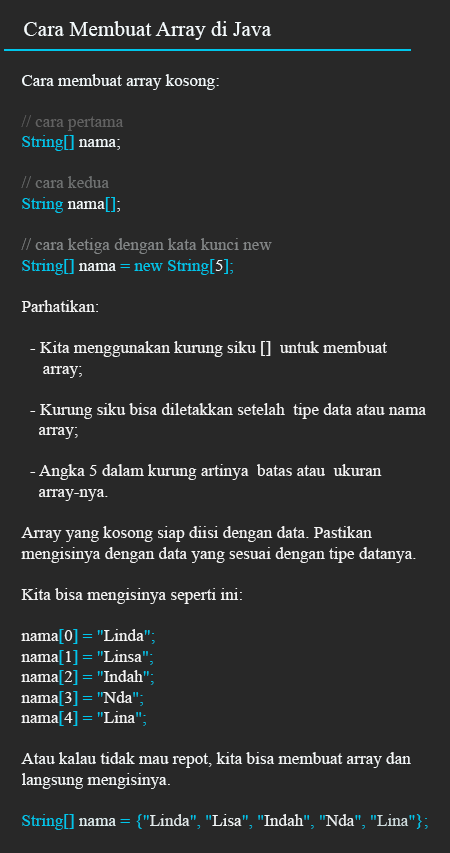 Cara Membuat Array di Java
Cara membuat array kosong:
// cara pertama
String[] nama;
// cara kedua
String nama[];
// cara ketiga dengan kata kunci new
String[] nama = new String[5];
Parhatikan:
- Kita menggunakan kurung siku [] untuk membuat
array;
- Kurung siku bisa diletakkan setelah tipe data atau nama
array;
- Angka 5 dalam kurung artinya batas atau ukuran
array-nya.
Array yang kosong siap diisi dengan data. Pastikan
mengisinya dengan data yang sesuai dengan tipe datanya.
Kita bisa mengisinya seperti ini:
nama[0] = "Linda";
nama[1] = "Linsa";
nama[2] = "Indah";
nama[3] = "Nda";
nama[4] = "Lina";
Atau kalau tidak mau repot, kita bisa membuat array dan
langsung mengisinya.
String[] nama = {"Linda", "Lisa", "Indah", "Nda", "Lina"};